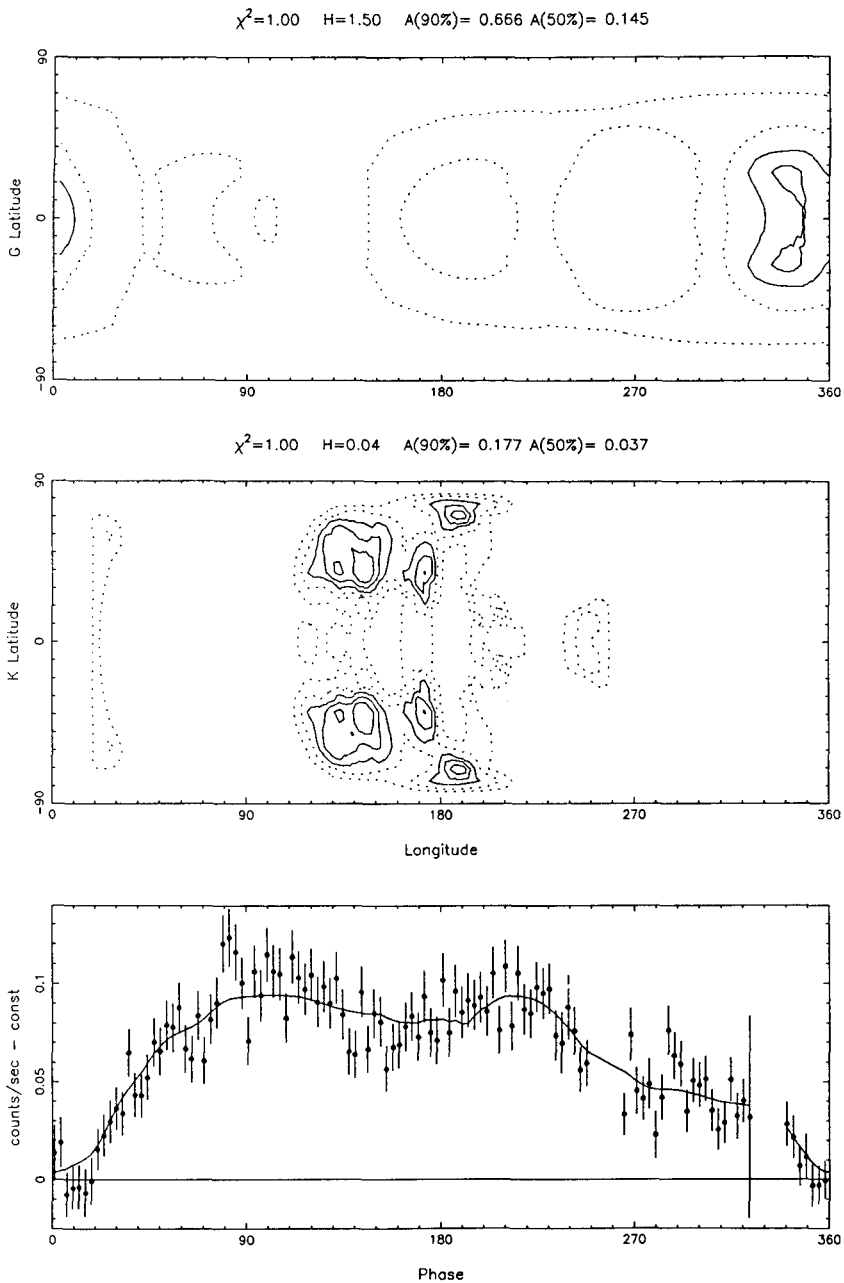 χ²=1.00 H=1.50 A(90%)= 0.666 A(50%)= 0.145
90
G Latitude
0
-90
0 90 180 270 360
χ²=1.00 H=0.04 A(90%)= 0.177 A(50%)= 0.037
90
K Latitude
0
-90
0 90 180 270 360
Longitude
counts/sec - const
0.1
0.05
0
0 90 180 270 360
Phase